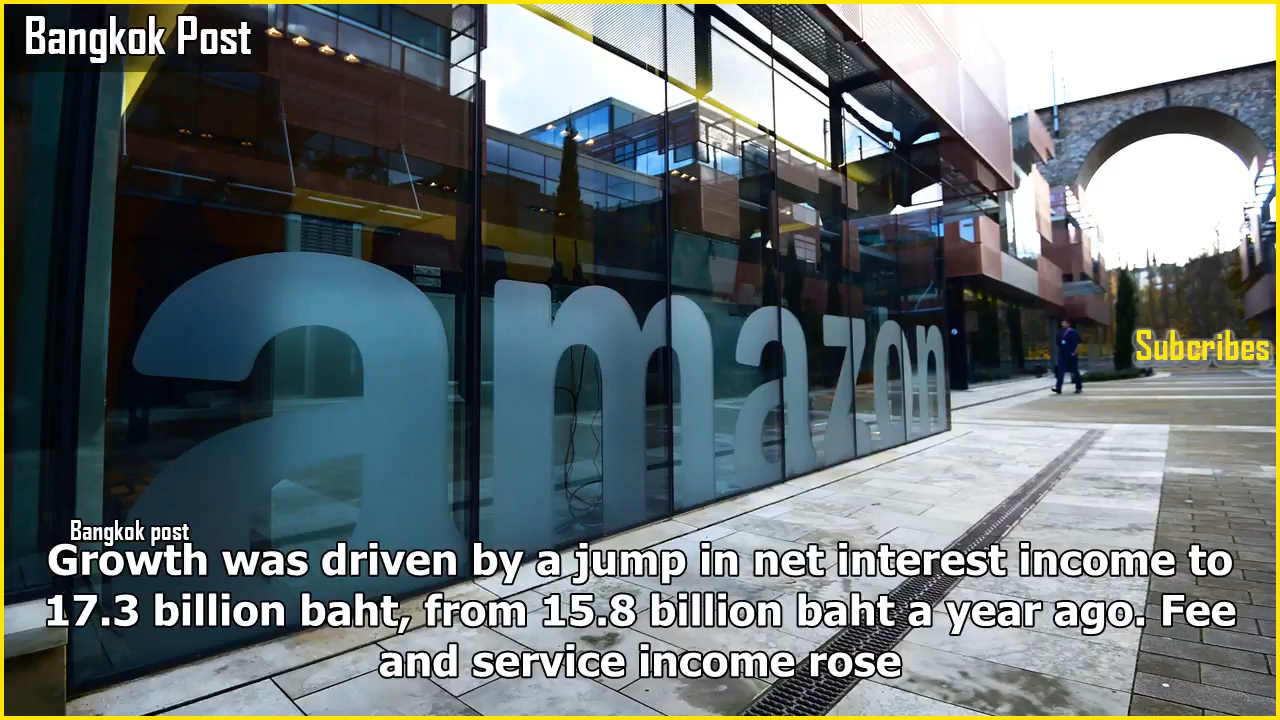 Bangkok Post
amazon
Subcribes
Bangkok post
Growth was driven by a jump in net interest income to
17.3 billion baht, from 15.8 billion baht a year ago. Fee
and service income rose